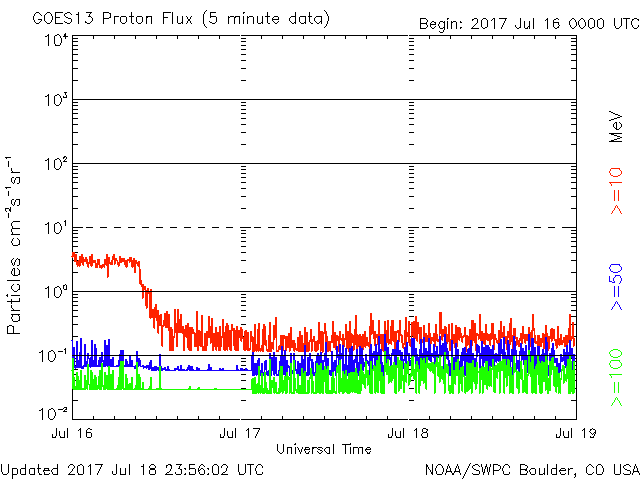 GOES13 Proton Flux (5 minute data)
Begin: 2017 Jul 16 0000 UTC
10⁴
10³
10²
10¹
10⁰
10⁻¹
10⁻²
Particles cm⁻²s⁻¹sr⁻¹
MeV
>=10
>=50
>=100
Jul 16 Jul 17 Jul 18 Jul 19
Universal Time
Updated 2017 Jul 18 23:56:02 UTC
NOAA/SWPC Boulder, CO USA